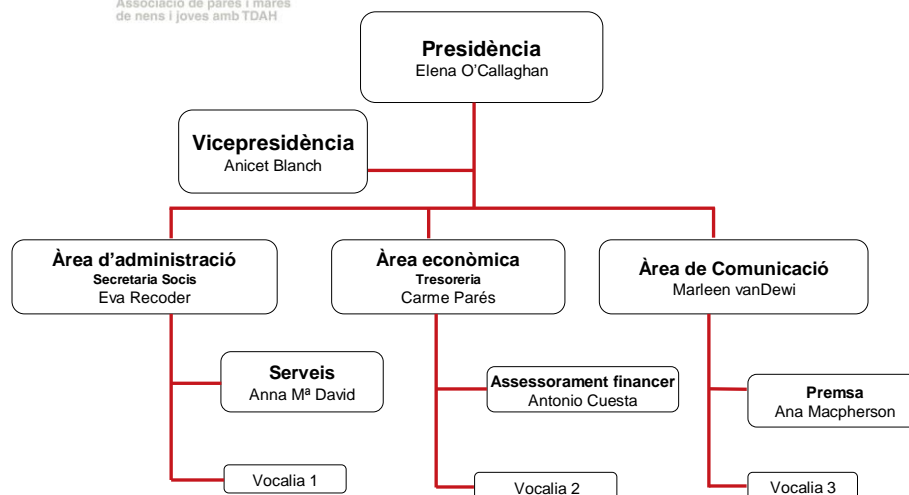 Associació de pares i mares
de nens i joves amb TDAH
Presidència
Elena O'Callaghan
Vicepresidència
Anicet Blanch
Àrea d'administració
Secretaria Socis
Eva Recoder
Àrea econòmica
Tresoreria
Carme Parés
Àrea de Comunicació
Marleen vanDewi
Serveis
Anna Mª David
Assessorament financer
Antonio Cuesta
Premsa
Ana Macpherson
Vocalia 1
Vocalia 2
Vocalia 3